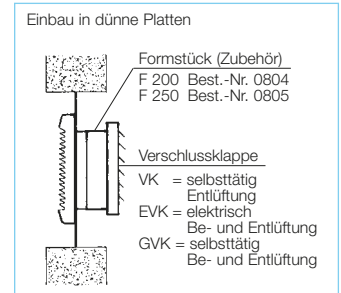 Einbau in dünne Platten
Formstück (Zubehör)
F 200 Best.-Nr. 0804
F 250 Best.-Nr. 0805
Verschlussklappe
VK = selbsttätig
Entlüftung
EVK = elektrisch
Be- und Entlüftung
GVK = selbsttätig
Be- und Entlüftung